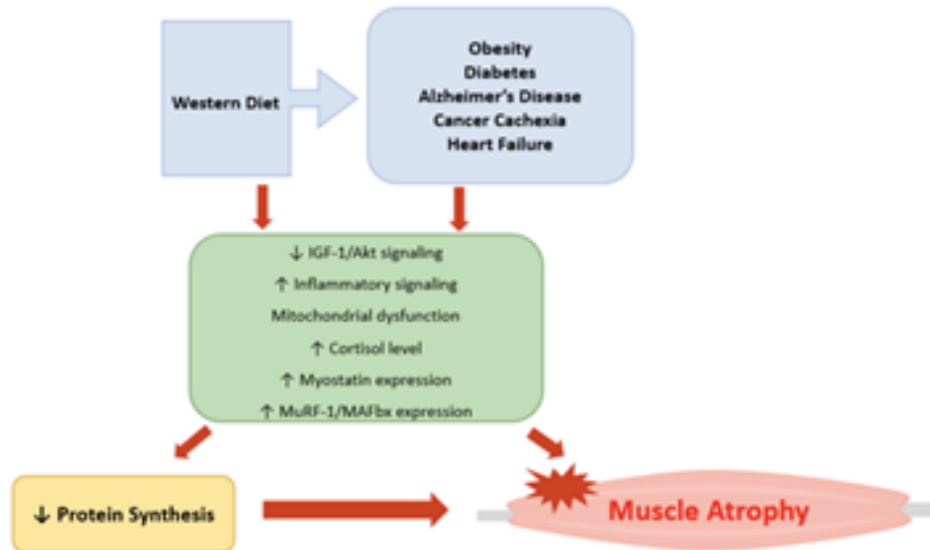 Western Diet
Obesity
Diabetes
Alzheimer's Disease
Cancer Cachexia
Heart Failure
↓ IGF-1/Akt signaling
↑ Inflammatory signaling
Mitochondrial dysfunction
↑ Cortisol level
↑ Myostatin expression
↑ MuRF-1/MAFbx expression
↓ Protein Synthesis
Muscle Atrophy